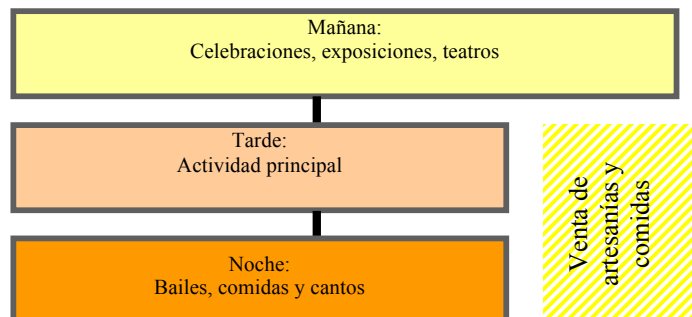 Mañana:
Celebraciones, exposiciones, teatros
Tarde:
Actividad principal
Noche:
Bailes, comidas y cantos
Venta de
artesanías y
comidas